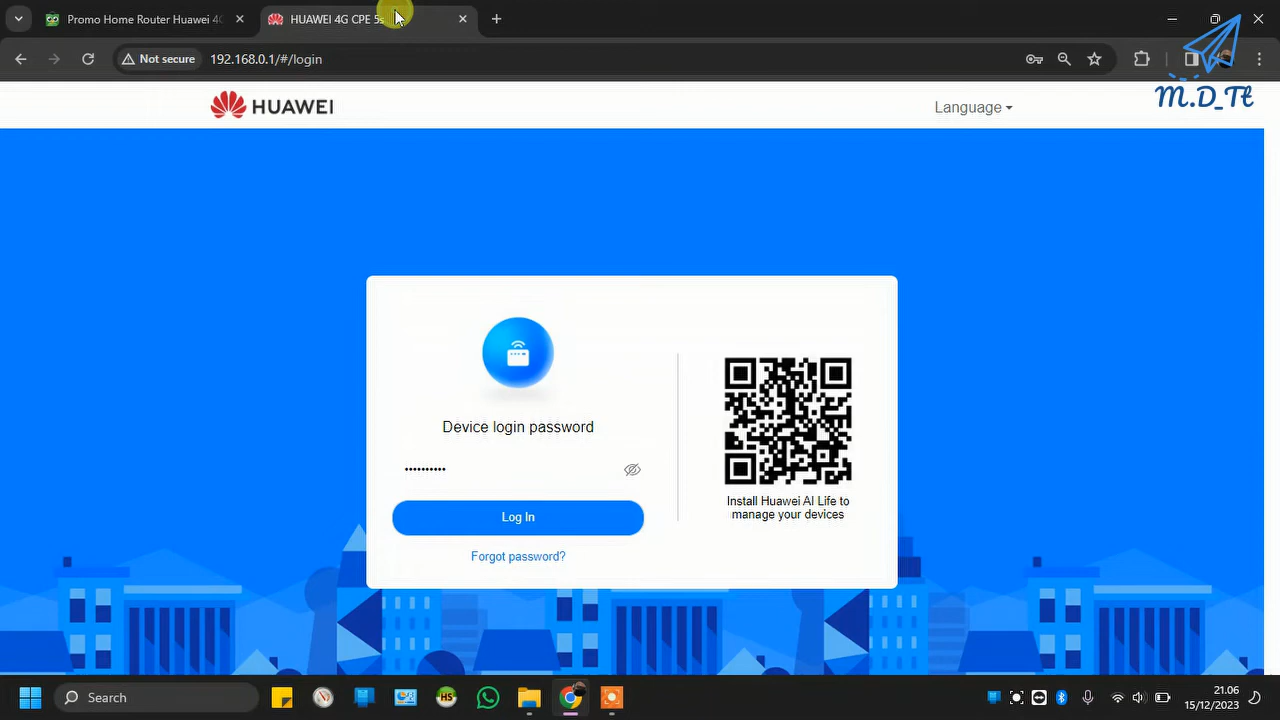 Promo Home Router Huawei 4G
HUAWEI 4G CPE 5s
Not secure
192.168.0.1/#/login
M.D_Tt
HUAWEI
Language
Device login password
••••••••••
Log In
Forgot password?
Install Huawei AI Life to
manage your devices
Search
HS
21.06
15/12/2023